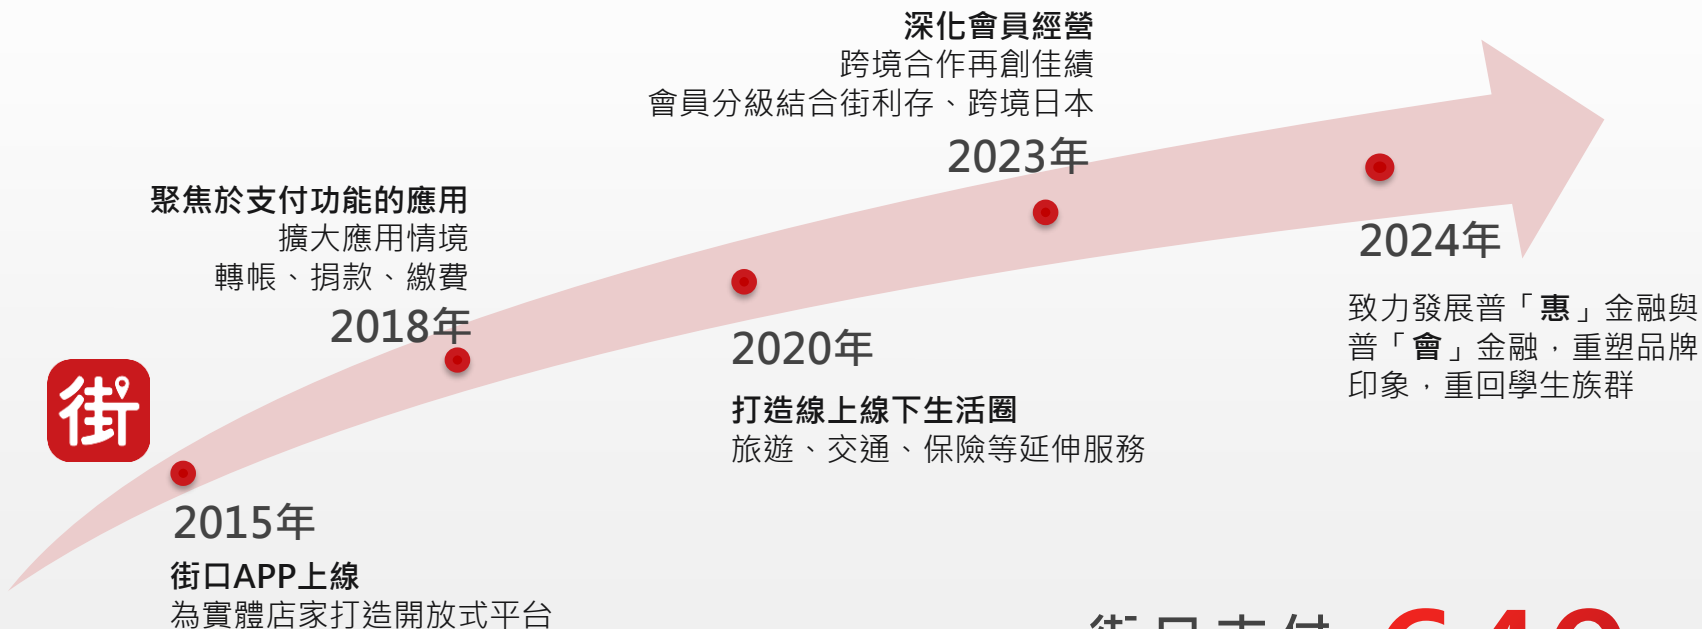 深化會員經營
跨境合作再創佳績
會員分級結合街利存、跨境日本
2023年
聚焦於支付功能的應用
擴大應用情境
轉帳、捐款、繳費
2018年
2024年
致力發展普「惠」金融與
普「會」金融，重塑品牌
印象，重回學生族群
2020年
打造線上線下生活圈
旅遊、交通、保險等延伸服務
街
2015年
街口APP上線
為實體店家打造開放式平台